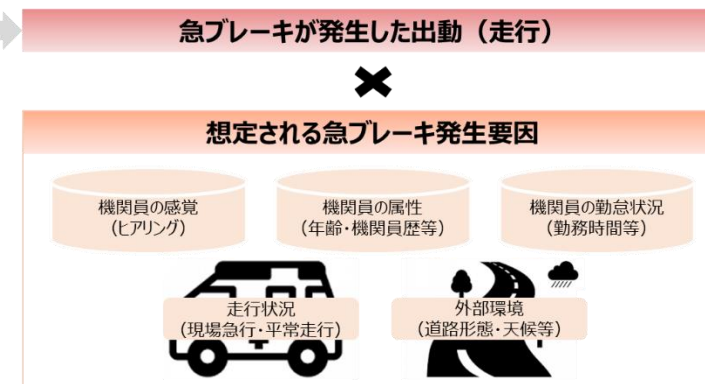 急ブレーキが発生した出動（走行）
想定される急ブレーキ発生要因
機関員の感覚
（ヒアリング）
機関員の属性
（年齢・機関員歴等）
機関員の勤怠状況
（勤務時間等）
走行状況
（現場急行・平常走行）
外部環境
（道路形態・天候等）